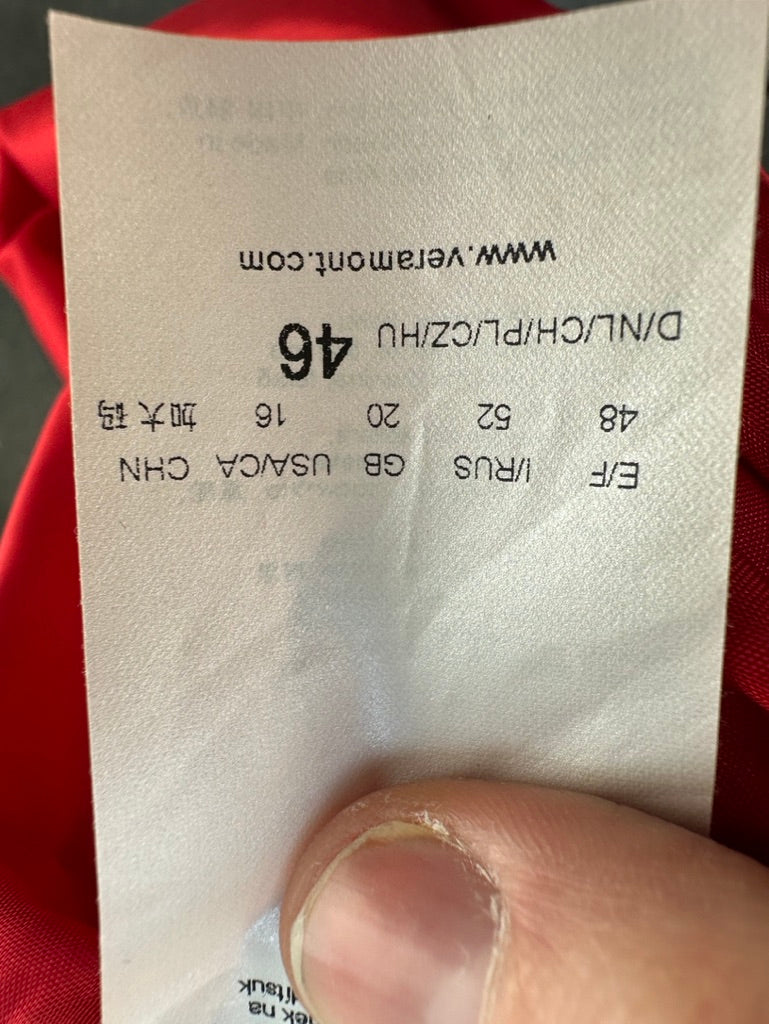 na
E/F I/RUS GB USA/CA CHN
48 52 20 16 加大码
D/NL/CH/PL/CZ/HU 46
www.veramont.com